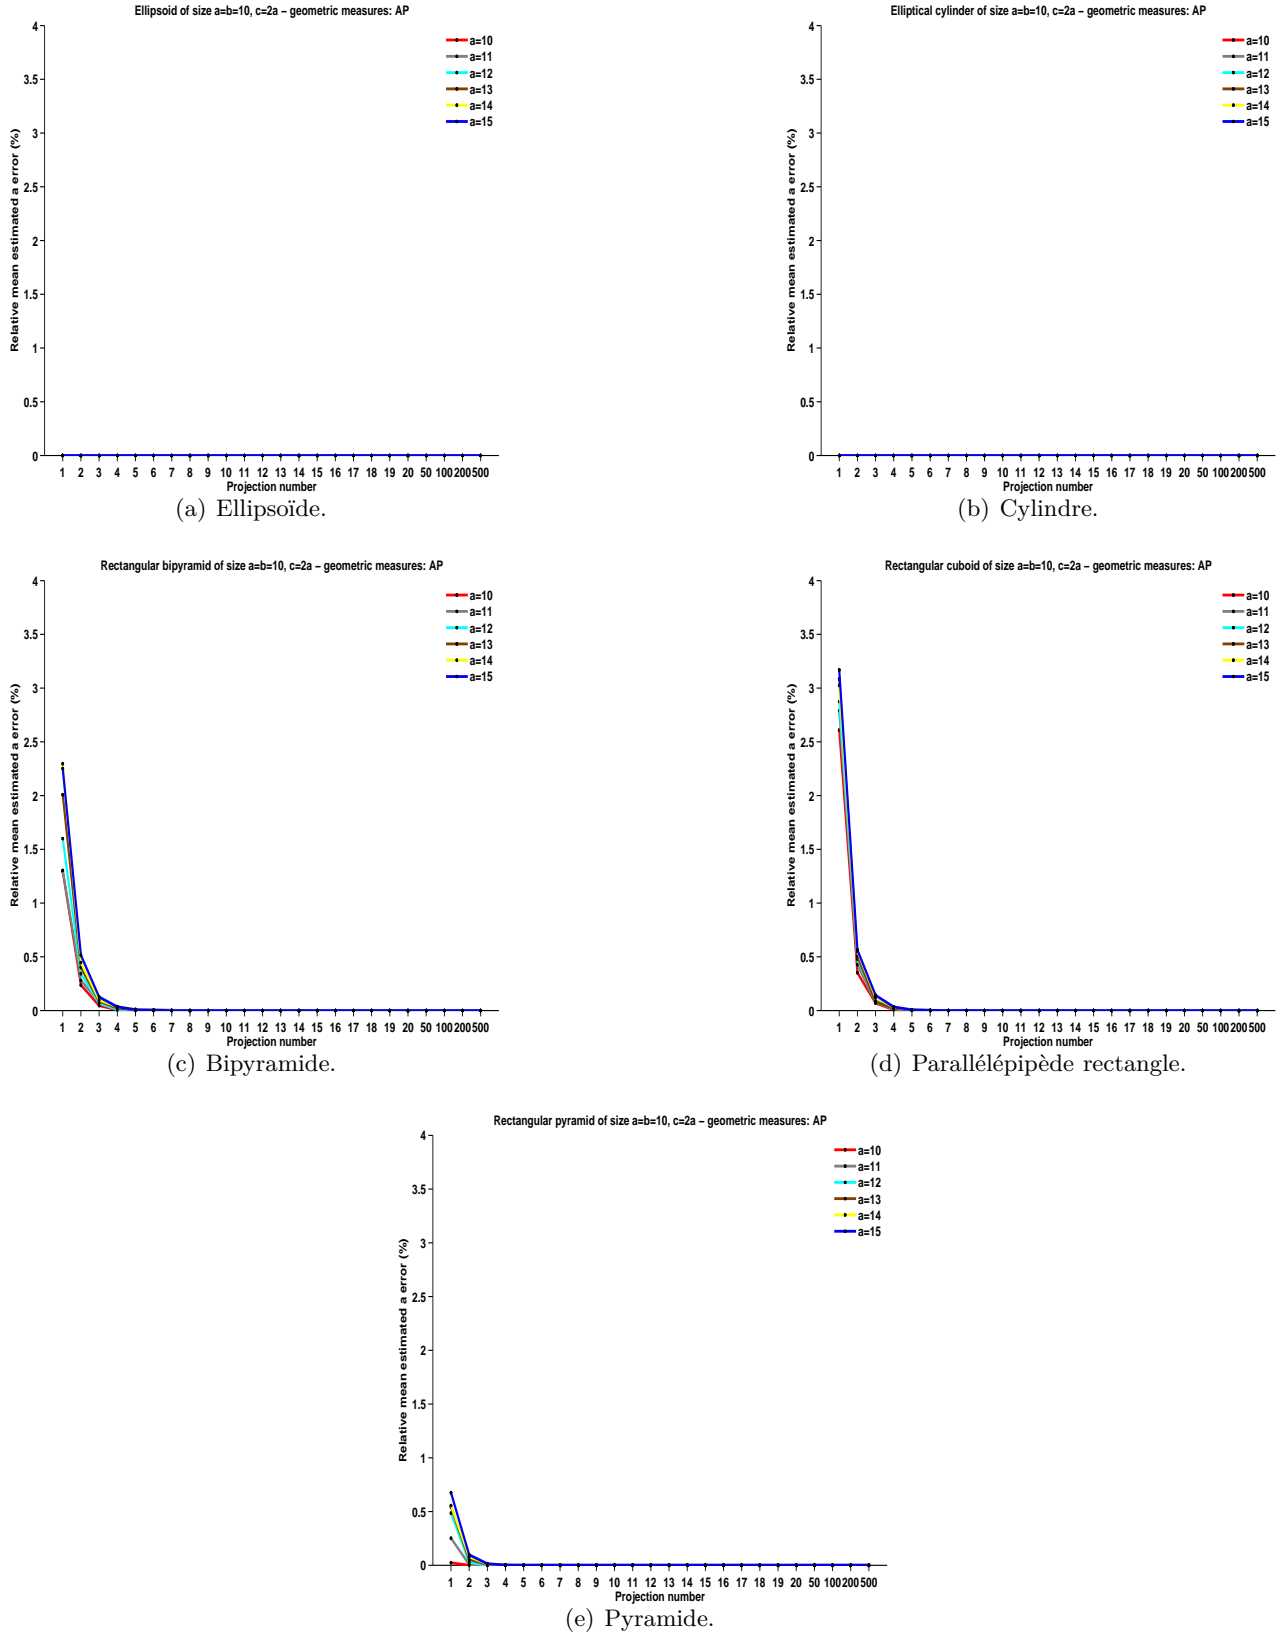 Ellipsoid of size a=b=10, c=2a − geometric measures: AP
4
3.5
3
2.5
2
1.5
1
0.5
0
Relative mean estimated a error (%)
a=10
a=11
a=12
a=13
a=14
a=15
1 2 3 4 5 6 7 8 9 10 11 12 13 14 15 16 17 18 19 20 50 100 200 500
Projection number
(a) Ellipsoïde.
Elliptical cylinder of size a=b=10, c=2a − geometric measures: AP
4
3.5
3
2.5
2
1.5
1
0.5
0
Relative mean estimated a error (%)
a=10
a=11
a=12
a=13
a=14
a=15
1 2 3 4 5 6 7 8 9 10 11 12 13 14 15 16 17 18 19 20 50 100 200 500
Projection number
(b) Cylindre.
Rectangular bipyramid of size a=b=10, c=2a − geometric measures: AP
4
3.5
3
2.5
2
1.5
1
0.5
0
Relative mean estimated a error (%)
a=10
a=11
a=12
a=13
a=14
a=15
1 2 3 4 5 6 7 8 9 10 11 12 13 14 15 16 17 18 19 20 50 100 200 500
Projection number
(c) Bipyramide.
Rectangular cuboid of size a=b=10, c=2a − geometric measures: AP
4
3.5
3
2.5
2
1.5
1
0.5
0
Relative mean estimated a error (%)
a=10
a=11
a=12
a=13
a=14
a=15
1 2 3 4 5 6 7 8 9 10 11 12 13 14 15 16 17 18 19 20 50 100 200 500
Projection number
(d) Parallélépipède rectangle.
Rectangular pyramid of size a=b=10, c=2a − geometric measures: AP
4
3.5
3
2.5
2
1.5
1
0.5
0
Relative mean estimated a error (%)
a=10
a=11
a=12
a=13
a=14
a=15
1 2 3 4 5 6 7 8 9 10 11 12 13 14 15 16 17 18 19 20 50 100 200 500
Projection number
(e) Pyramide.